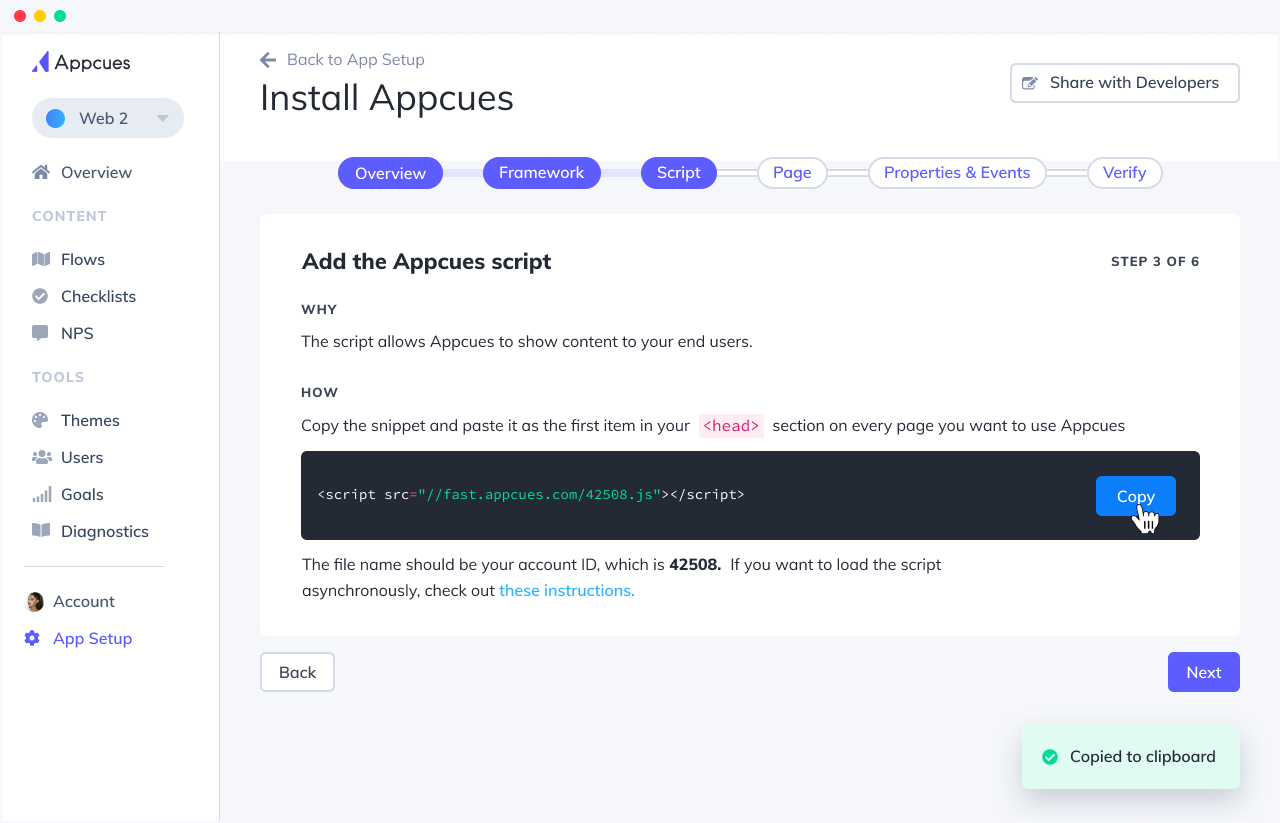 Appcues
Web 2
Overview
CONTENT
Flows
Checklists
NPS
TOOLS
Themes
Users
Goals
Diagnostics
Account
App Setup
Back to App Setup
Install Appcues
Share with Developers
Overview
Framework
Script
Page
Properties & Events
Verify
Add the Appcues script
STEP 3 OF 6
WHY
The script allows Appcues to show content to your end users.
HOW
Copy the snippet and paste it as the first item in your <head> section on every page you want to use Appcues
<script src="//fast.appcues.com/42508.js"></script>
Copy
The file name should be your account ID, which is 42508. If you want to load the script
asynchronously, check out these instructions.
Back
Next
Copied to clipboard